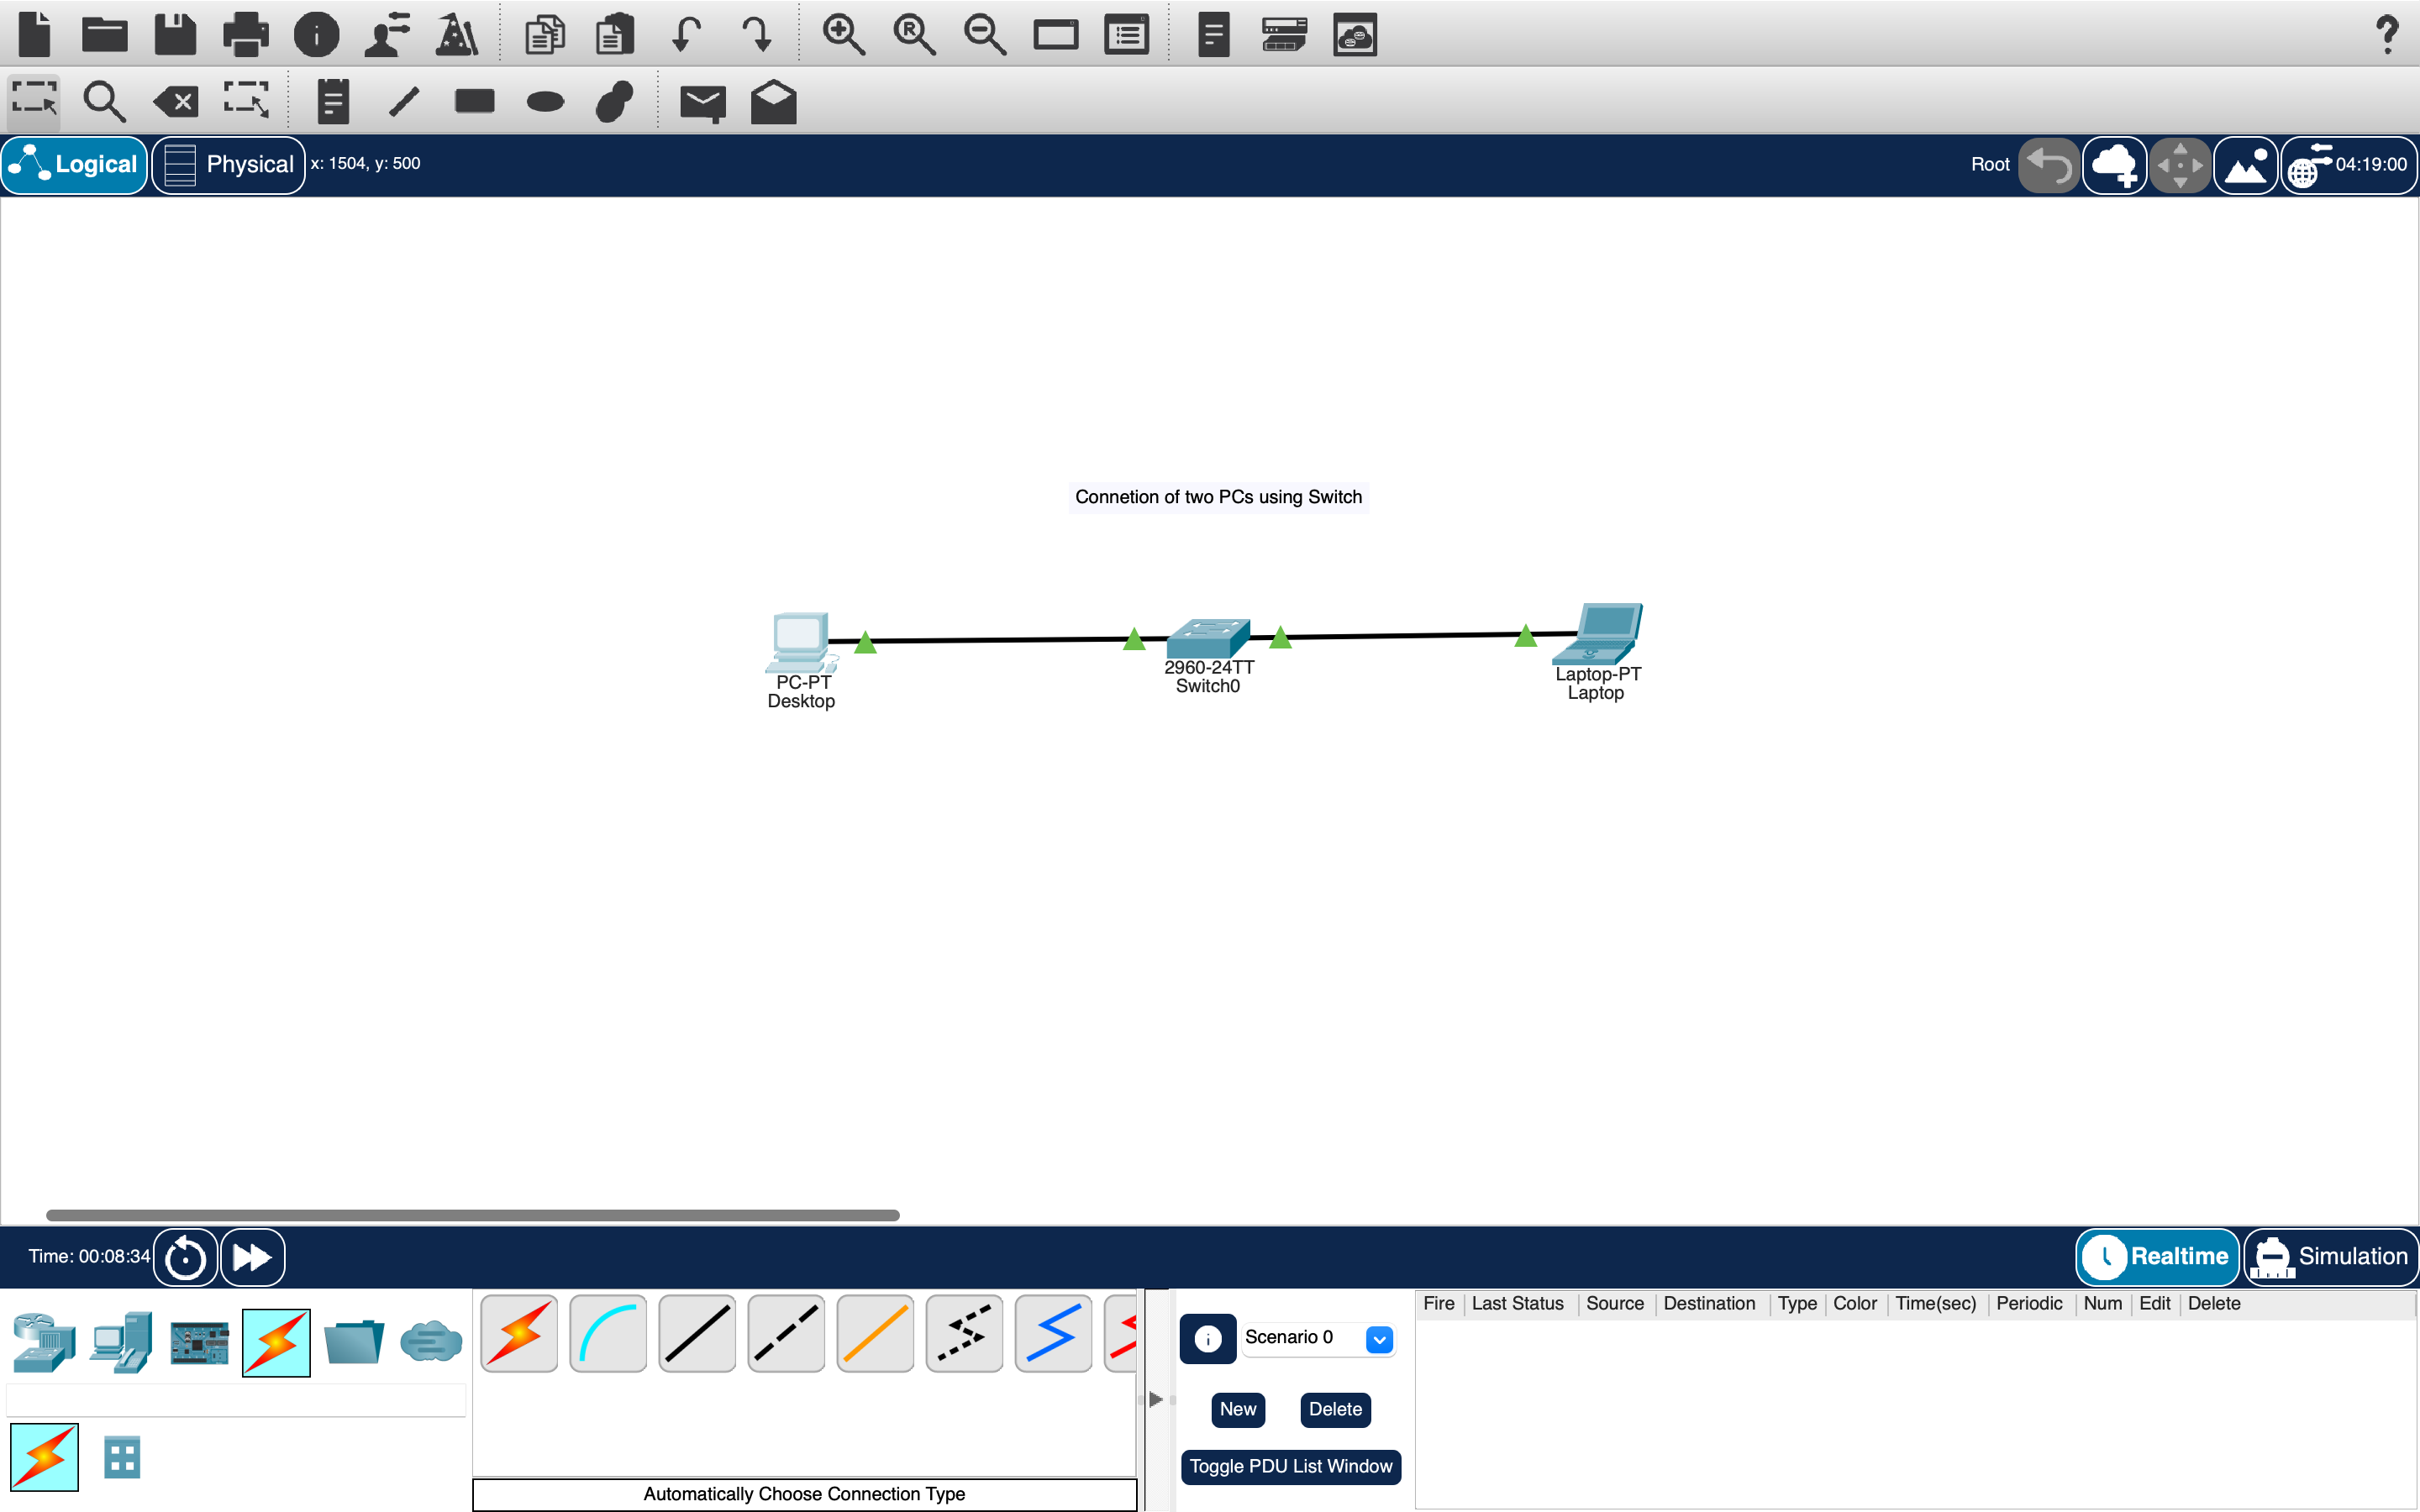 Logical
Physical
x: 1504, y: 500
Root
04:19:00
Connetion of two PCs using Switch
PC-PT
Desktop
2960-24TT
Switch0
Laptop-PT
Laptop
Time: 00:08:34
Realtime
Simulation
Scenario 0
New
Delete
Toggle PDU List Window
Fire Last Status Source Destination Type Color Time(sec) Periodic Num Edit Delete
Automatically Choose Connection Type